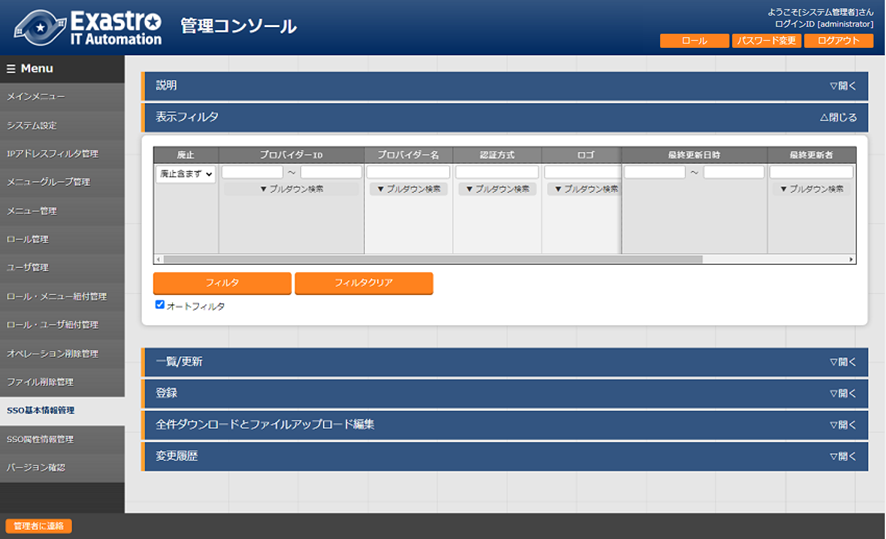 Exastro
IT Automation
管理コンソール
ようこそ[システム管理者]さん
ログインID [administrator]
ロール
パスワード変更
ログアウト
☰ Menu
メインメニュー
システム設定
IPアドレスフィルタ管理
メニューグループ管理
メニュー管理
ロール管理
ユーザ管理
ロール・メニュー紐付管理
ロール・ユーザ紐付管理
オペレーション削除管理
ファイル削除管理
SSO基本情報管理
SSO属性情報管理
バージョン確認
説明
▽開く
表示フィルタ
△閉じる
廃止
プロバイダーID
プロバイダー名
認証方式
ロゴ
最終更新日時
最終更新者
廃止含まず
～
～
▼ プルダウン検索
▼ プルダウン検索
▼ プルダウン検索
▼ プルダウン検索
▼ プルダウン検索
フィルタ
フィルタクリア
オートフィルタ
一覧/更新
▽開く
登録
▽開く
全件ダウンロードとファイルアップロード編集
▽開く
変更履歴
▽開く
管理者に連絡